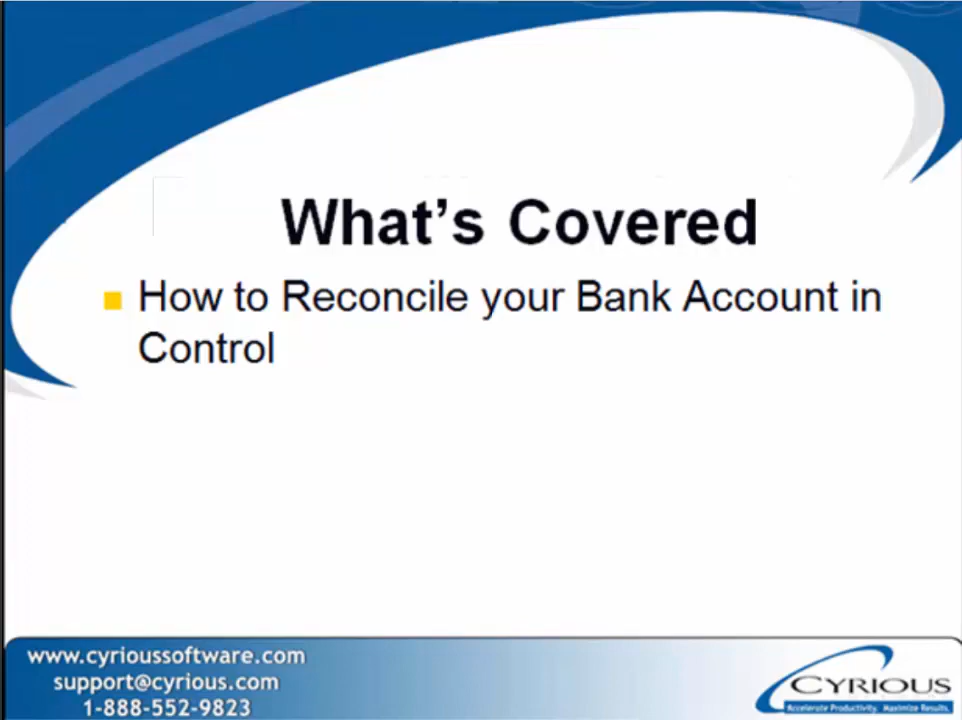 What's Covered
How to Reconcile your Bank Account in
Control
www.cyrioussoftware.com
support@cyrious.com
1-888-552-9823
CYRIOUS
Accelerate Productivity. Maximize Results.